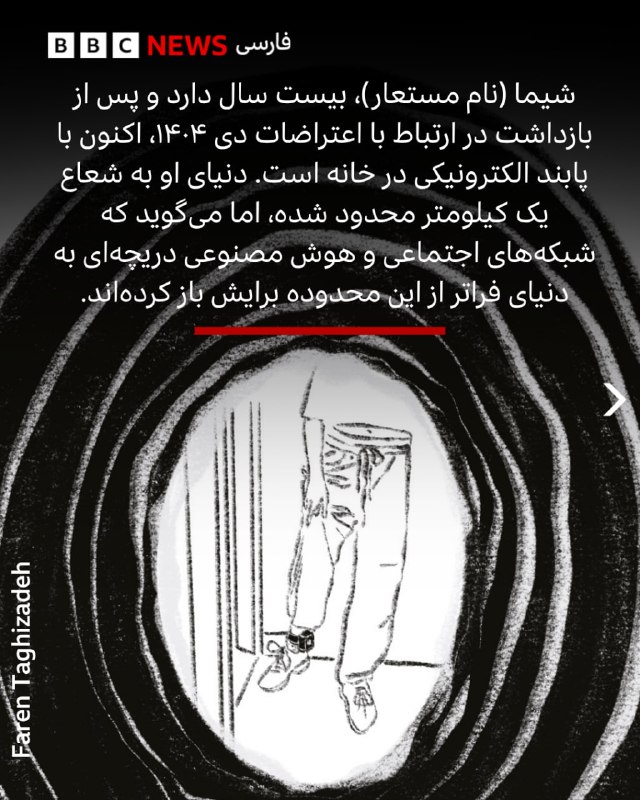 BBC NEWS فارسی
شیما (نام مستعار)، بیست سال دارد و پس از
بازداشت در ارتباط با اعتراضات دی ۱۴۰۴، اکنون با
پابند الکترونیکی در خانه است. دنیای او به شعاع
یک کیلومتر محدود شده، اما می‌گوید که
شبکه‌های اجتماعی و هوش مصنوعی دریچه‌ای به
دنیای فراتر از این محدوده برایش باز کرده‌اند.
Faren Taghizadeh